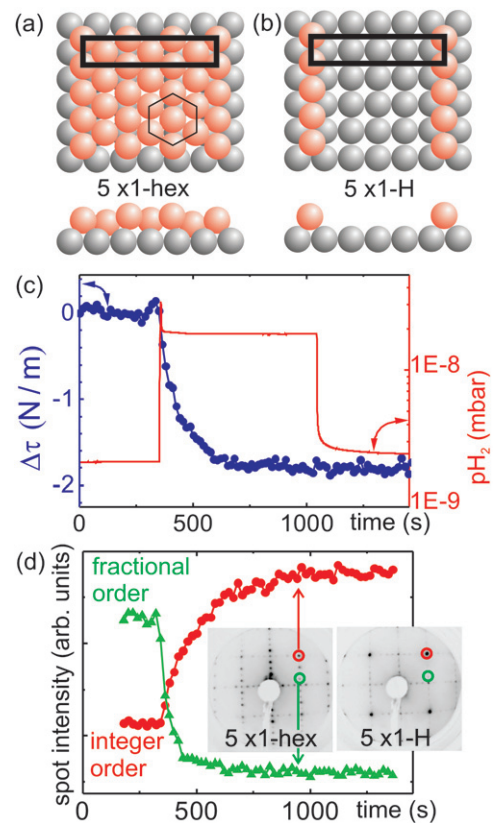 (a)
(b)
5 x1-hex
5 x1-H
(c)
0
-1
-2
Δτ (N / m)
1E-8
1E-9
pH₂ (mbar)
0
500
1000
time (s)
(d)
fractional
order
integer
order
spot intensity (arb. units)
5 x1-hex
5 x1-H
0
500
1000
time (s)